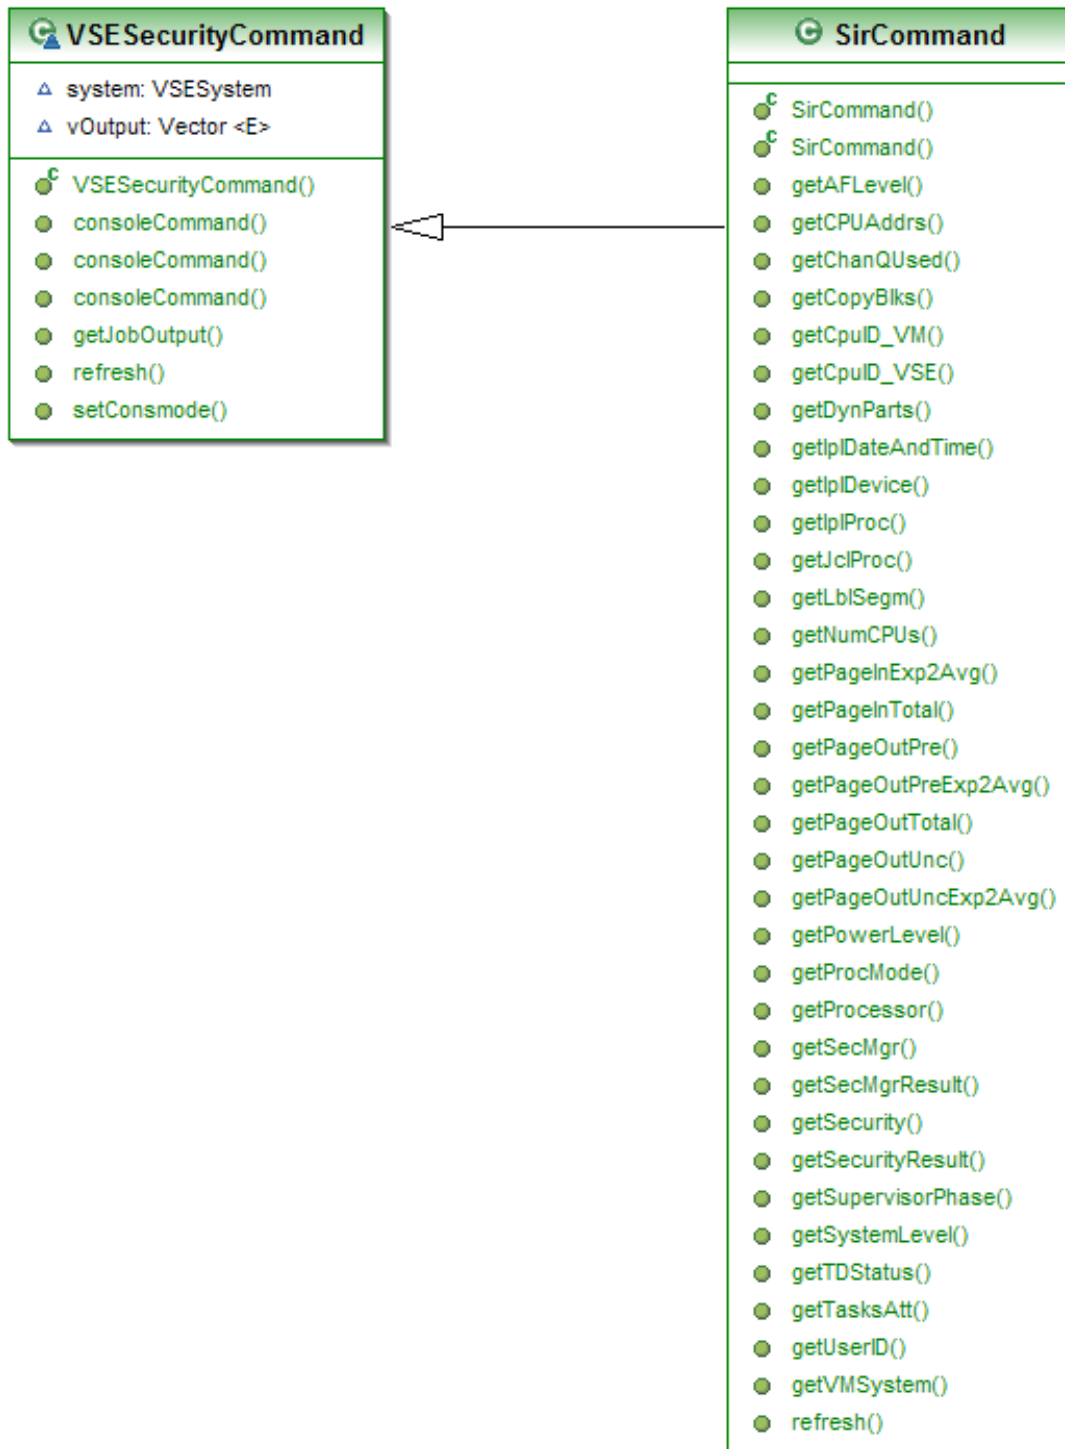 VSESecurityCommand
system: VSESystem
vOutput: Vector <E>
VSESecurityCommand()
consoleCommand()
consoleCommand()
consoleCommand()
getJobOutput()
refresh()
setConsmode()
SirCommand
SirCommand()
SirCommand()
getAFLevel()
getCPUAddrs()
getChanQUsed()
getCopyBlks()
getCpuID_VM()
getCpuID_VSE()
getDynParts()
getIplDateAndTime()
getIplDevice()
getIplProc()
getJclProc()
getLblSegm()
getNumCPUs()
getPageInExp2Avg()
getPageInTotal()
getPageOutPre()
getPageOutPreExp2Avg()
getPageOutTotal()
getPageOutUnc()
getPageOutUncExp2Avg()
getPowerLevel()
getProcMode()
getProcessor()
getSecMgr()
getSecMgrResult()
getSecurity()
getSecurityResult()
getSupervisorPhase()
getSystemLevel()
getTDStatus()
getTasksAtt()
getUserID()
getVMSystem()
refresh()